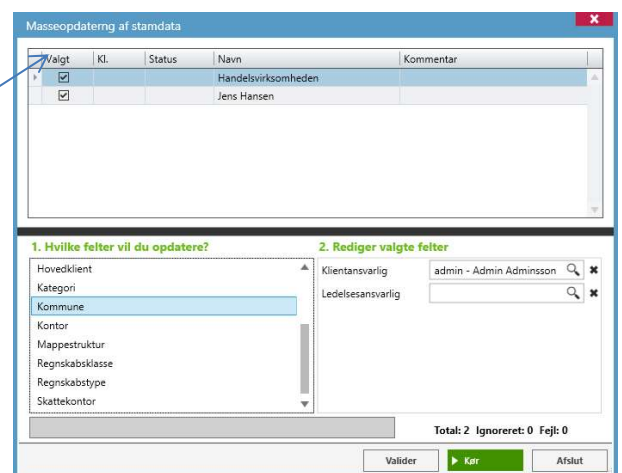 Masseopdaterng af stamdata
Valgt Kl. Status Navn Kommentar
Handelsvirksomheden
Jens Hansen
1. Hvilke felter vil du opdatere?
Hovedklient
Kategori
Kommune
Kontor
Mappestruktur
Regnskabsklasse
Regnskabstype
Skattekontor
2. Rediger valgte felter
Klientansvarlig admin - Admin Adminsson
Ledelsesansvarlig
Total: 2 Ignoreret: 0 Fejl: 0
Valider Kør Afslut